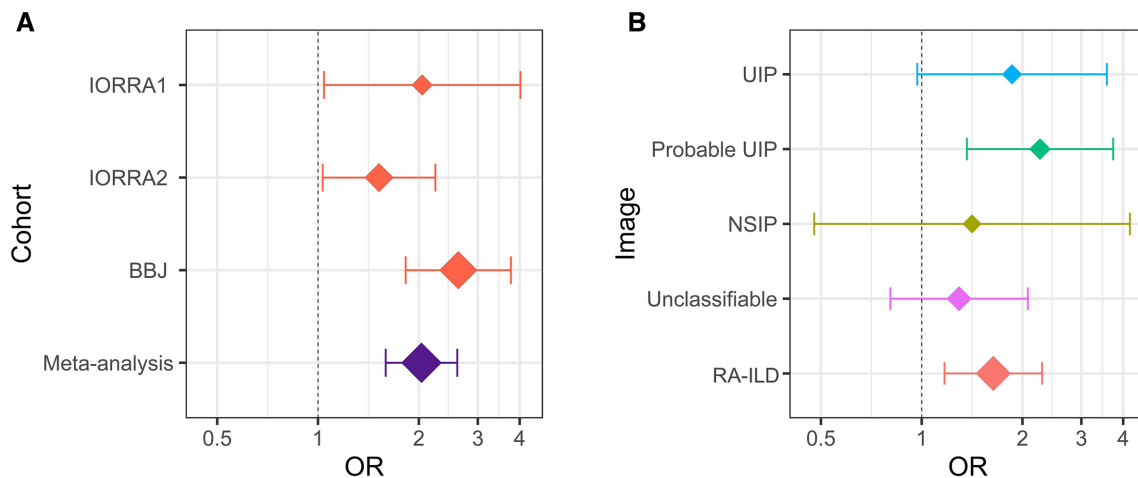 A
Cohort
IORRA1
IORRA2
BBJ
Meta-analysis
0.5 1 2 3 4
OR
B
Image
UIP
Probable UIP
NSIP
Unclassifiable
RA-ILD
0.5 1 2 3 4
OR